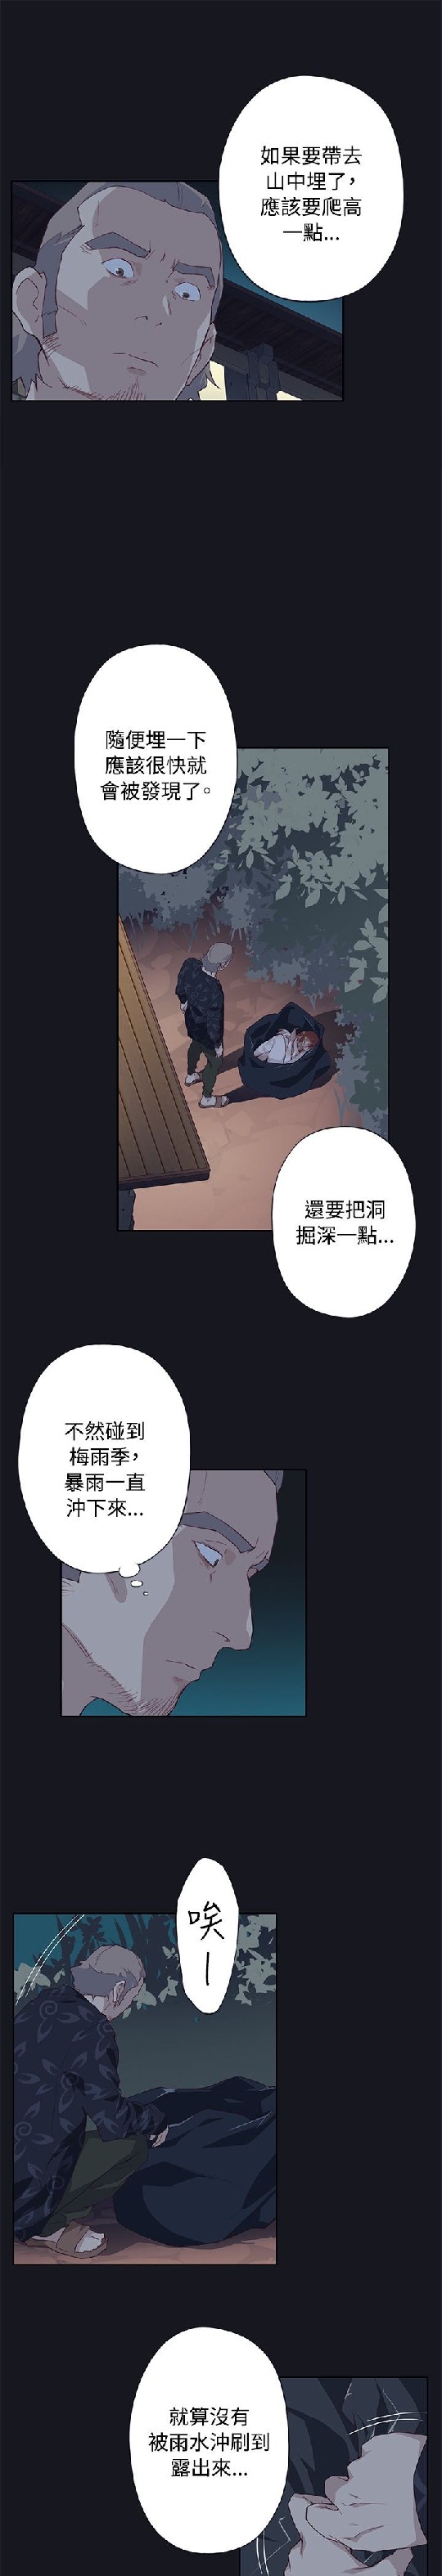 如果要帶去
山中埋了，
應該要爬高
一點...
隨便埋一下
應該很快就
會被發現了。
還要把洞
掘深一點...
不然碰到
梅雨季，
暴雨一直
沖下來...
唉ー
就算沒有
被雨水沖刷到
露出來...